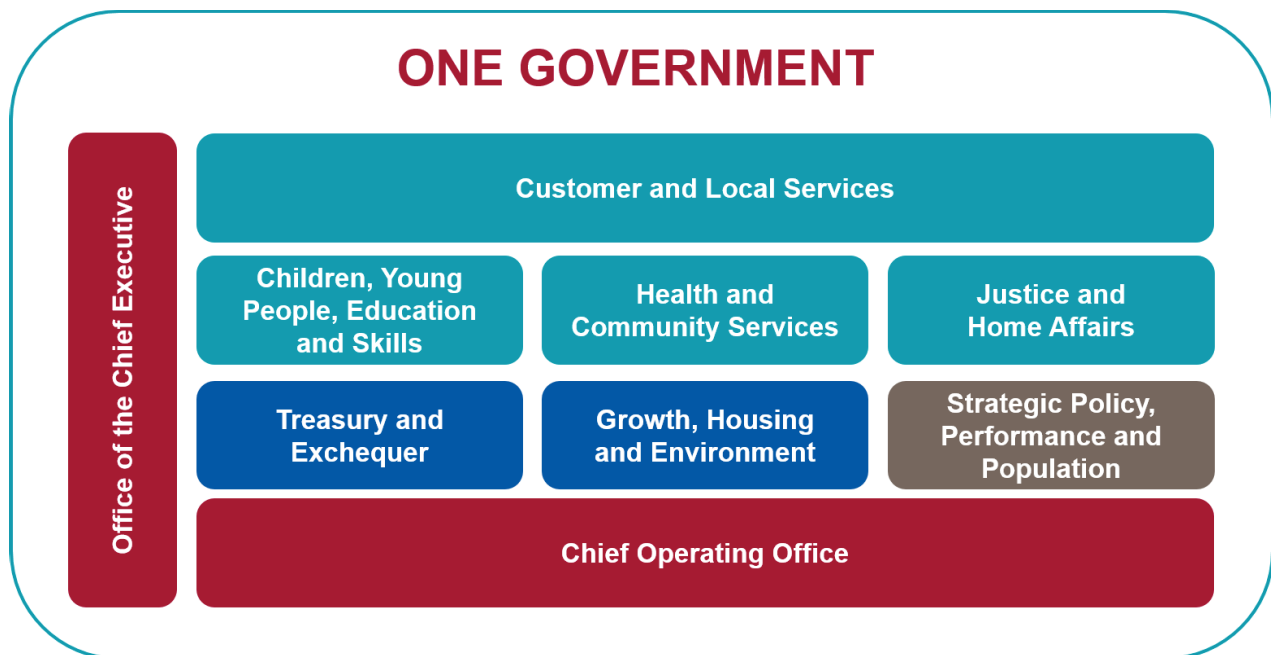 ONE GOVERNMENT
Office of the Chief Executive
Customer and Local Services
Children, Young
People, Education
and Skills
Health and
Community Services
Justice and
Home Affairs
Treasury and
Exchequer
Growth, Housing
and Environment
Strategic Policy,
Performance and
Population
Chief Operating Office